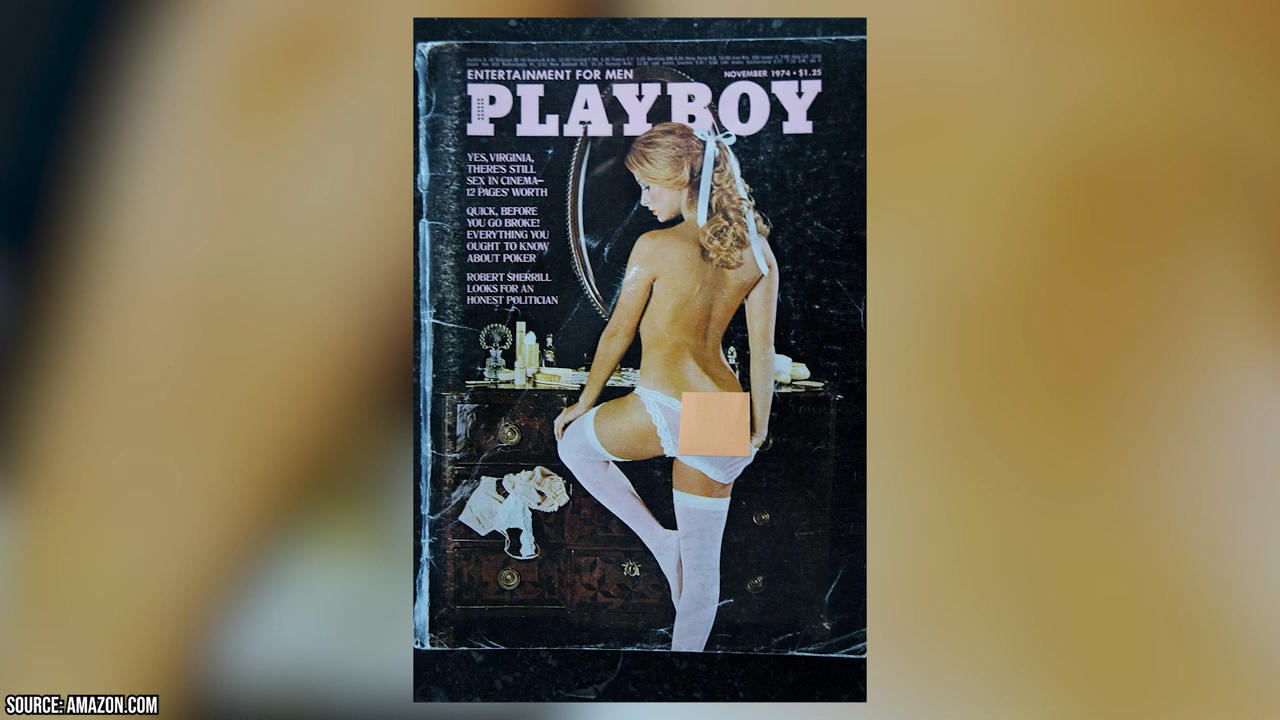 ENTERTAINMENT FOR MEN
NOVEMBER 1974 • $1.25
PLAYBOY
YES, VIRGINIA,
THERE'S STILL
SEX IN CINEMA—
12 PAGES' WORTH
QUICK, BEFORE
YOU GO BROKE!
EVERYTHING YOU
OUGHT TO KNOW
ABOUT POKER
ROBERT SHERRILL
LOOKS FOR AN
HONEST POLITICIAN
SOURCE: AMAZON.COM